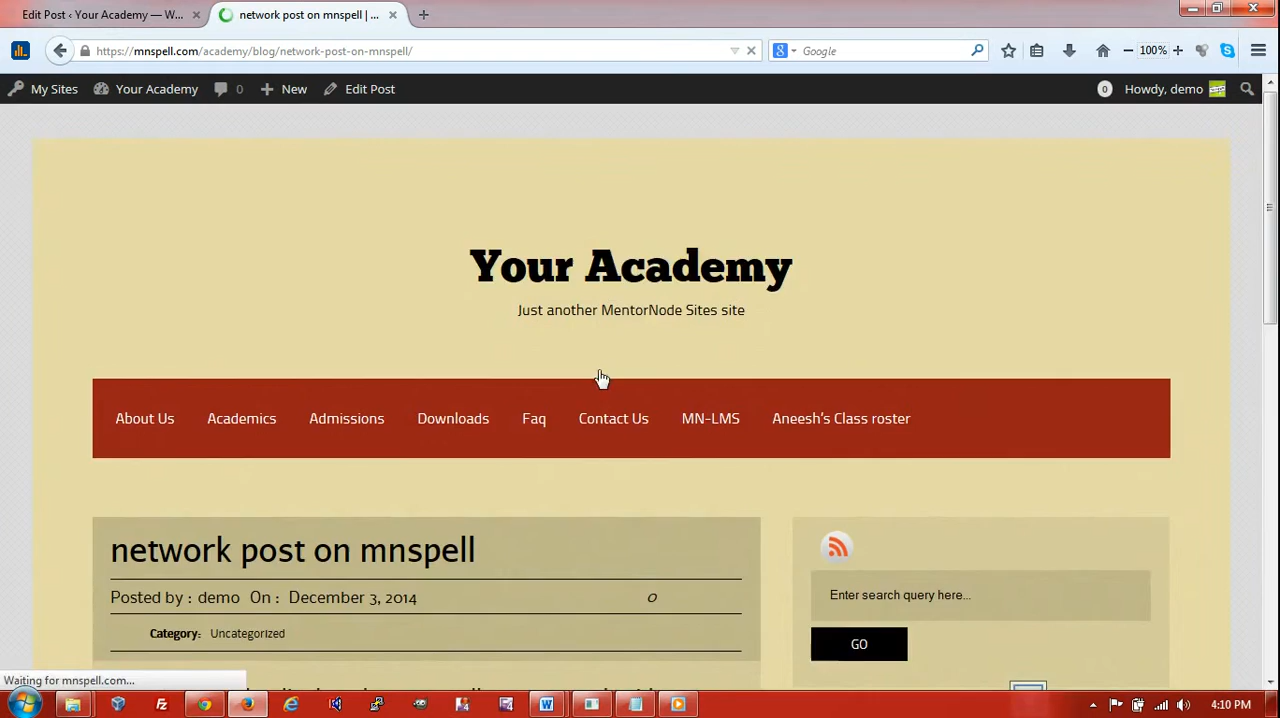 Edit Post ‹ Your Academy — W...
network post on mnspell | ...
https://mnspell.com/academy/blog/network-post-on-mnspell/
Google
100%
My Sites
Your Academy
0
New
Edit Post
0
Howdy, demo
Your Academy
Just another MentorNode Sites site
About Us
Academics
Admissions
Downloads
Faq
Contact Us
MN-LMS
Aneesh's Class roster
network post on mnspell
Posted by : demo On : December 3, 2014
0
Category: Uncategorized
Enter search query here...
GO
Waiting for mnspell.com...
4:10 PM